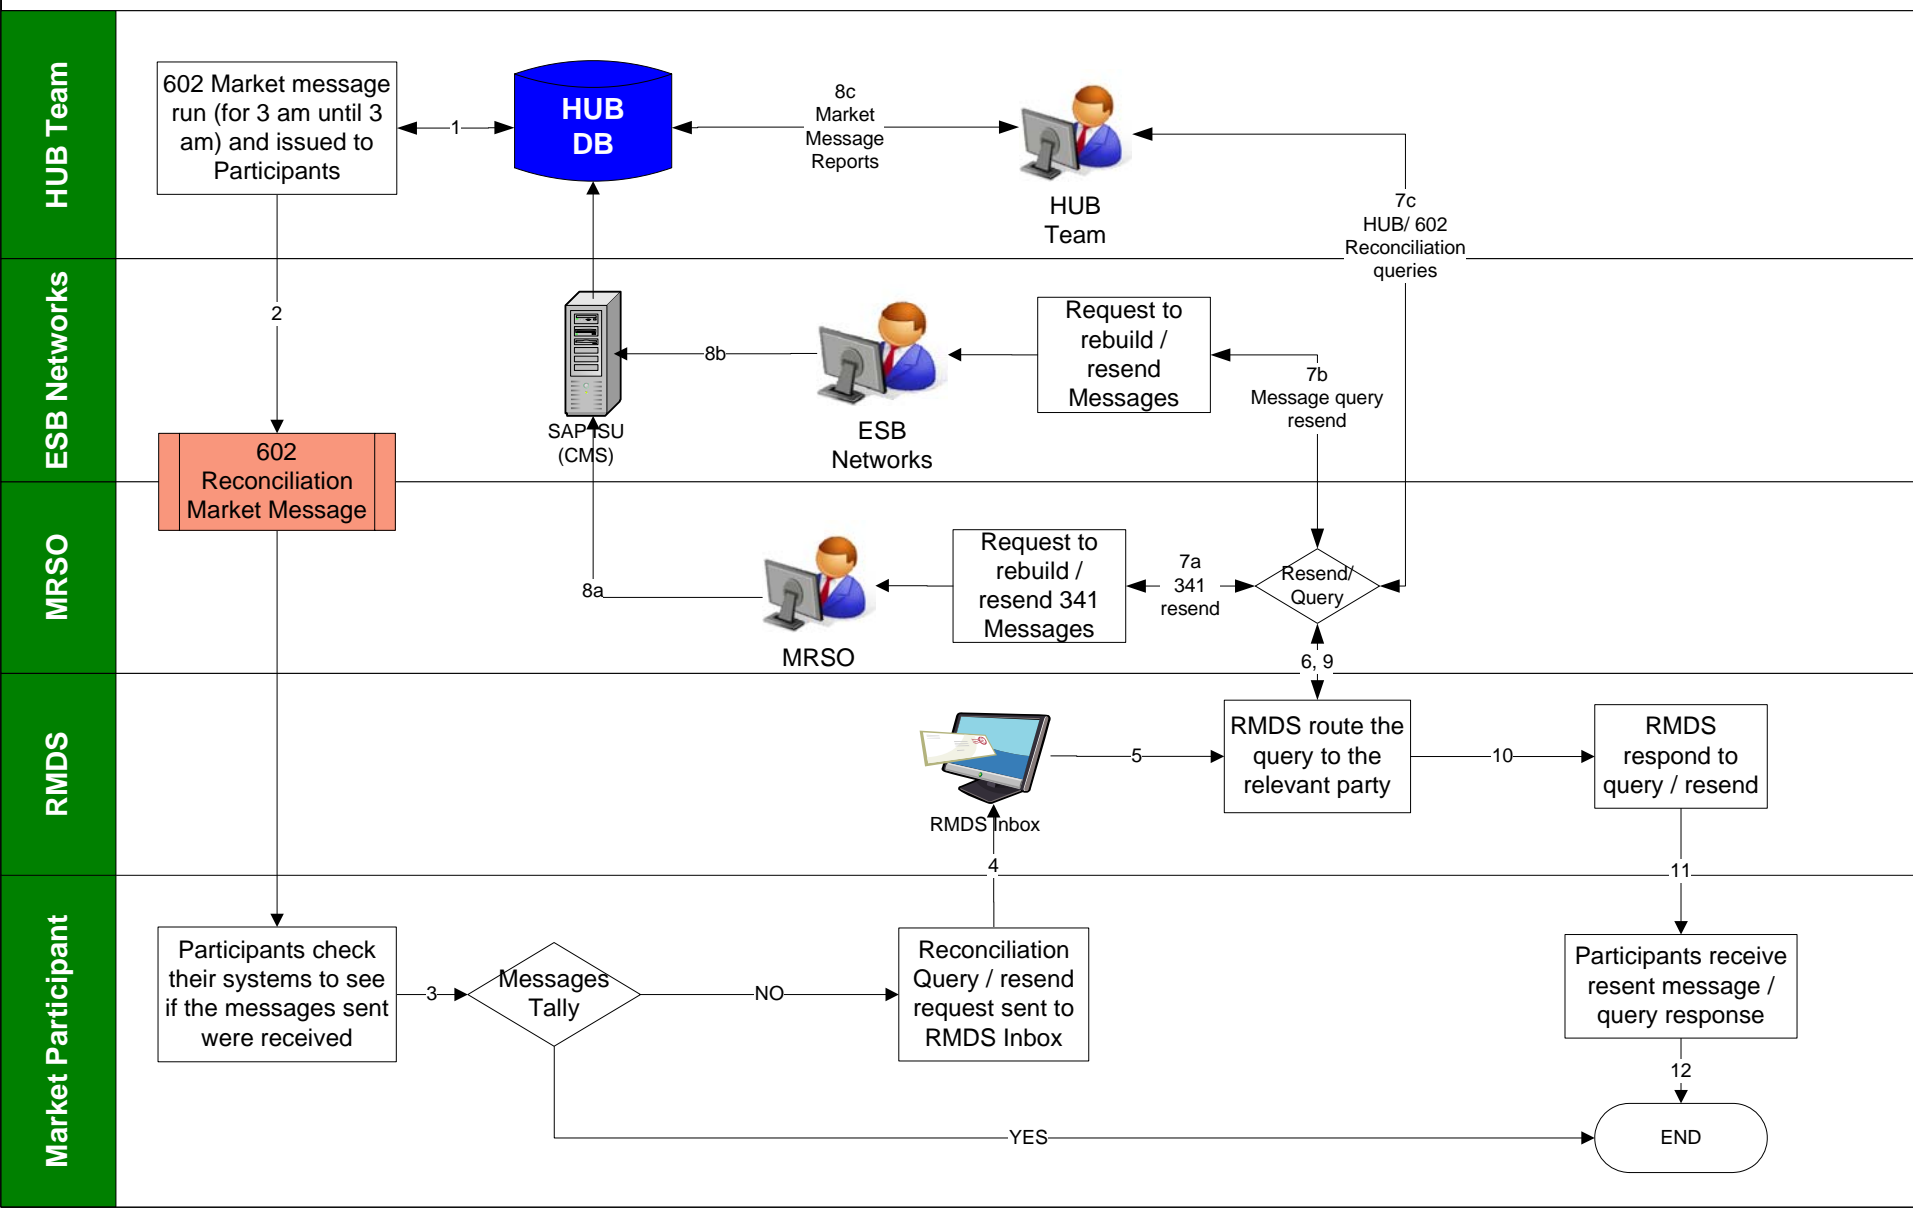 HUB Team
602 Market message
run (for 3 am until 3
am) and issued to
Participants
1
HUB
DB
8c
Market
Message
Reports
HUB
Team
7c
HUB/ 602
Reconciliation
queries
ESB Networks
2
602
Reconciliation
Market Message
SAP ISU
(CMS)
8b
ESB
Networks
Request to
rebuild /
resend
Messages
7b
Message query
resend
MRSO
8a
MRSO
Request to
rebuild /
resend 341
Messages
7a
341
resend
Resend/
Query
6, 9
RMDS
RMDS Inbox
5
RMDS route the
query to the
relevant party
10
RMDS
respond to
query / resend
4
11
Market Participant
Participants check
their systems to see
if the messages sent
were received
3
Messages
Tally
NO
Reconciliation
Query / resend
request sent to
RMDS Inbox
Participants receive
resent message /
query response
12
YES
END